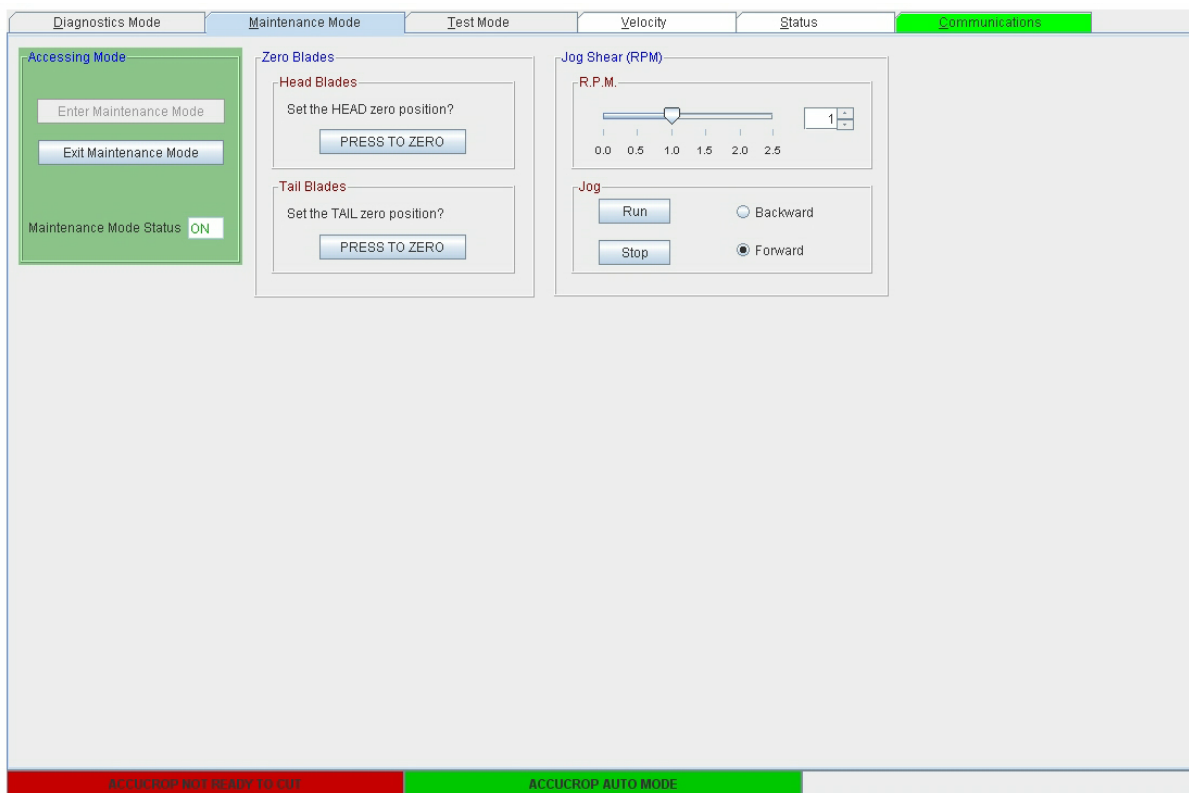 Diagnostics Mode
Maintenance Mode
Test Mode
Velocity
Status
Communications
Accessing Mode
Enter Maintenance Mode
Exit Maintenance Mode
Maintenance Mode Status ON
Zero Blades
Head Blades
Set the HEAD zero position?
PRESS TO ZERO
Tail Blades
Set the TAIL zero position?
PRESS TO ZERO
Jog Shear (RPM)
R.P.M.
1
0.0 0.5 1.0 1.5 2.0 2.5
Jog
Run
Backward
Stop
Forward
ACCUCROP NOT READY TO CUT
ACCUCROP AUTO MODE